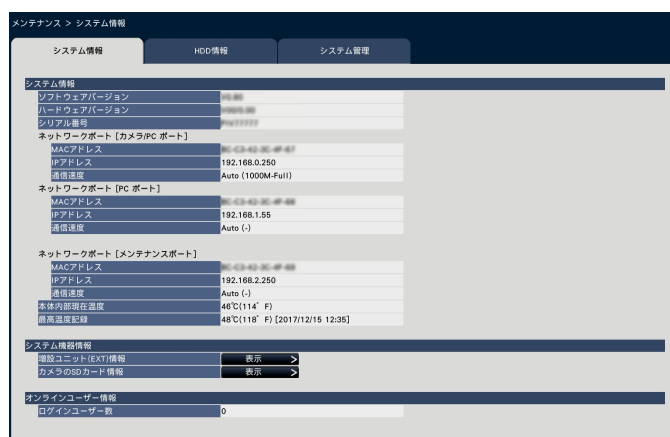 メンテナンス > システム情報
システム情報 HDD情報 システム管理
システム情報
ソフトウェアバージョン
ハードウェアバージョン
シリアル番号
ネットワークポート [カメラ/PC ポート]
MACアドレス
IPアドレス 192.168.0.250
通信速度 Auto (1000M-Full)
ネットワークポート [PC ポート]
MACアドレス
IPアドレス 192.168.1.55
通信速度 Auto (-)
ネットワークポート [メンテナンスポート]
MACアドレス
IPアドレス 192.168.2.250
通信速度 Auto (-)
本体内部現在温度 46℃(114゜F)
最高温度記録 48℃(118゜F) [2017/12/15 12:35]
システム機器情報
増設ユニット(EXT)情報 表示 >
カメラのSDカード情報 表示 >
オンラインユーザー情報
ログインユーザー数 0